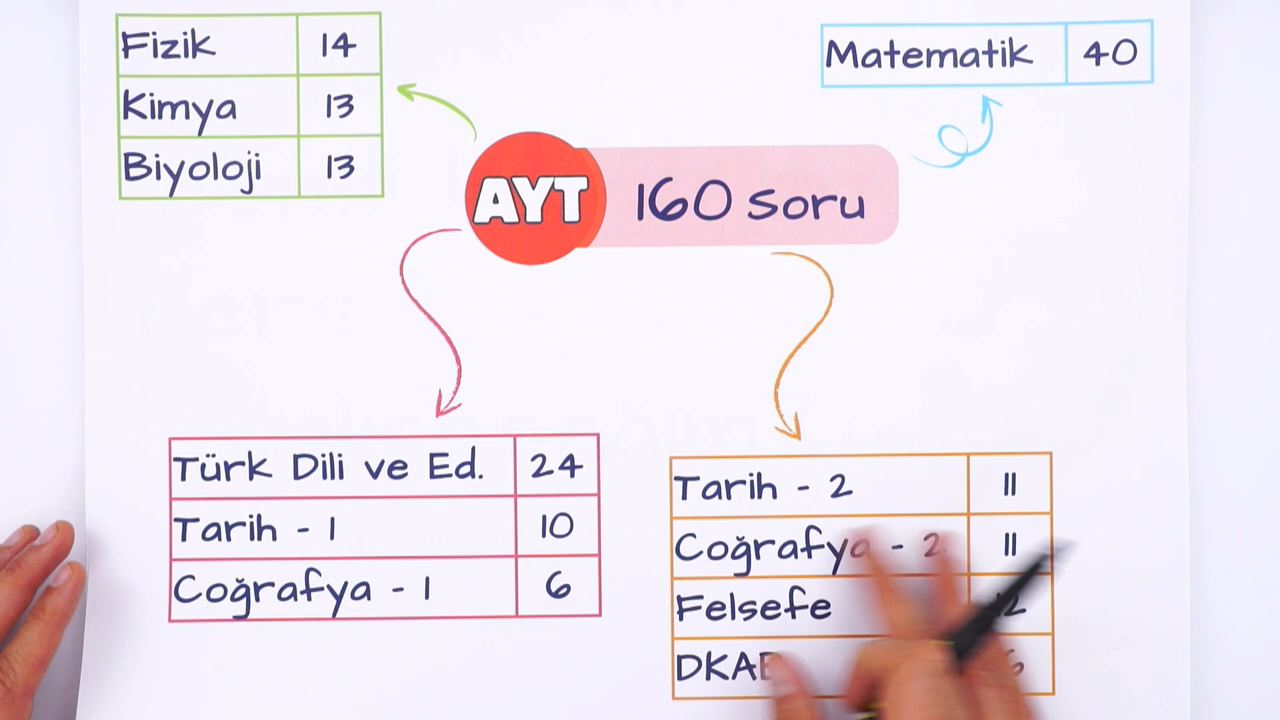 Fizik 14
Kimya 13
Biyoloji 13
Matematik 40
AYT 160 soru
Türk Dili ve Ed. 24
Tarih - 1 10
Coğrafya - 1 6
Tarih - 2 11
Coğrafya - 2 11
Felsefe